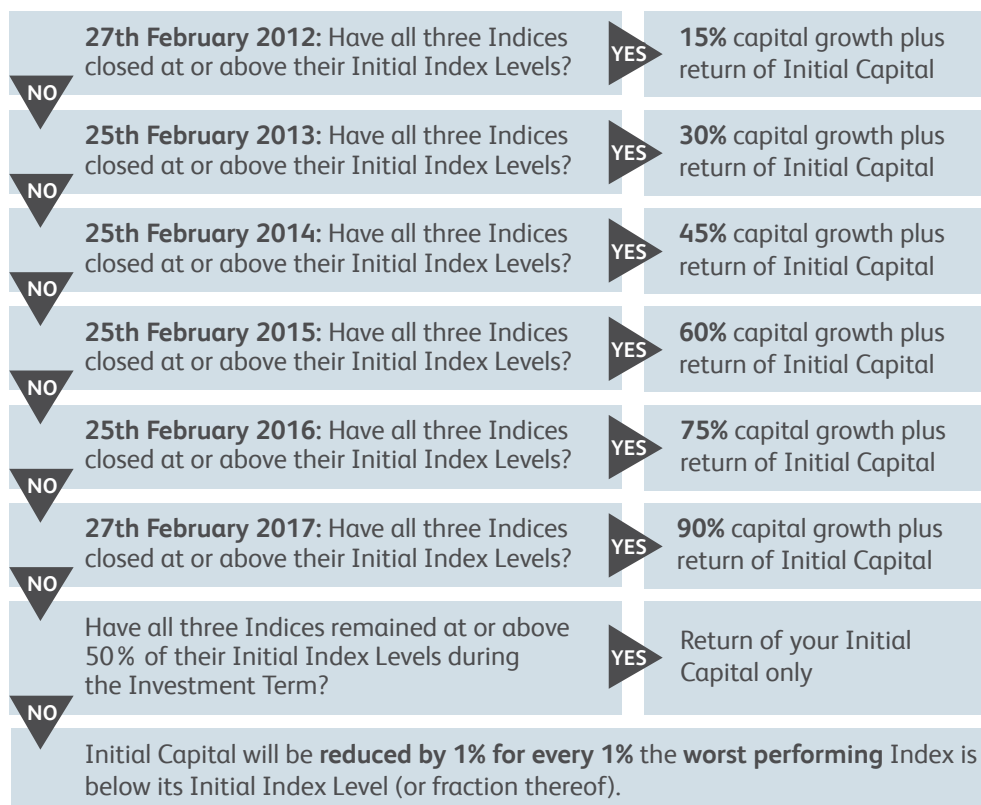 27th February 2012: Have all three Indices
closed at or above their Initial Index Levels?
YES
15% capital growth plus
return of Initial Capital
NO
25th February 2013: Have all three Indices
closed at or above their Initial Index Levels?
YES
30% capital growth plus
return of Initial Capital
NO
25th February 2014: Have all three Indices
closed at or above their Initial Index Levels?
YES
45% capital growth plus
return of Initial Capital
NO
25th February 2015: Have all three Indices
closed at or above their Initial Index Levels?
YES
60% capital growth plus
return of Initial Capital
NO
25th February 2016: Have all three Indices
closed at or above their Initial Index Levels?
YES
75% capital growth plus
return of Initial Capital
NO
27th February 2017: Have all three Indices
closed at or above their Initial Index Levels?
YES
90% capital growth plus
return of Initial Capital
NO
Have all three Indices remained at or above
50% of their Initial Index Levels during
the Investment Term?
YES
Return of your Initial
Capital only
NO
Initial Capital will be reduced by 1% for every 1% the worst performing Index is
below its Initial Index Level (or fraction thereof).